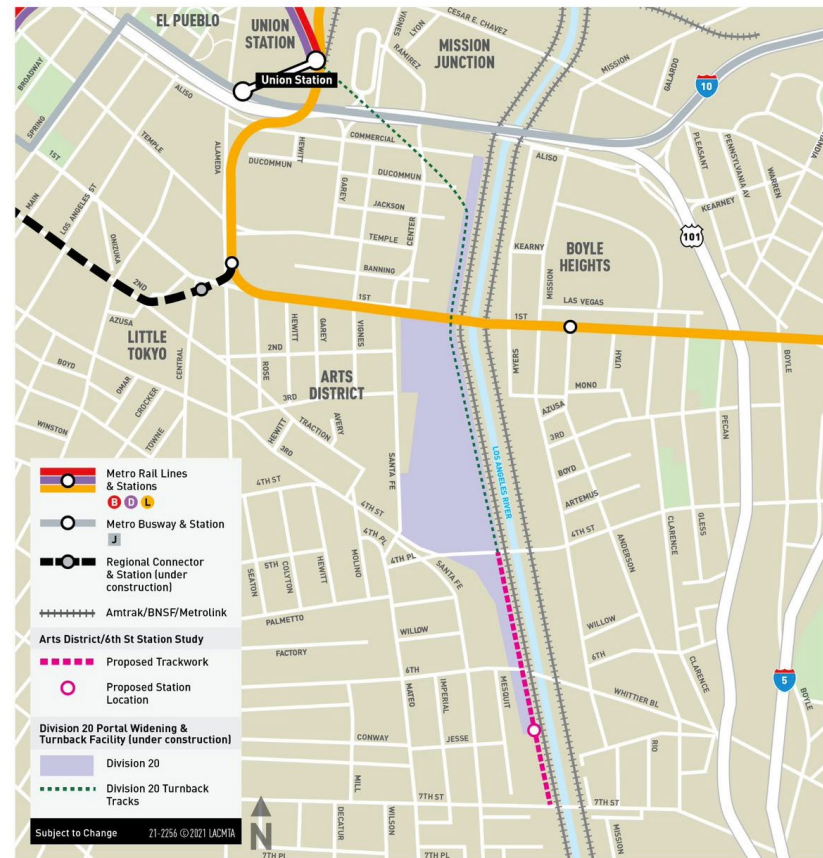 EL PUEBLO
UNION
STATION
Union Station
MISSION
JUNCTION
VIGNES
LYON
CESAR E. CHAVEZ
RAMIREZ
MISSION
GALARDO
10
BROADWAY
SPRING
ALISO
TEMPLE
1ST
MAIN
LOS ANGELES ST
ALAMEDA
HEWITT
COMMERCIAL
DUCOMMUN
DUCOMMUN
GAREY
JACKSON
CENTER
TEMPLE
BANNING
1ST
ALISO
PLEASANT
PENNSYLVANIA AV
WARREN
KEARNEY
101
KEARNY
BOYLE
HEIGHTS
MISSION
LAS VEGAS
1ST
ONIZUKA
2ND
AZUSA
LITTLE
TOKYO
CENTRAL
BOYD
OMAR
CROCKER
TOWNE
WINSTON
HEWITT
GAREY
VIGNES
2ND
ROSE
ARTS
DISTRICT
3RD
HEWITT
TRACTION
AVERY
3RD
SANTA FE
4TH ST
4TH ST
4TH PL
4TH PL
SANTA FE
LOS ANGELES RIVER
MYERS
UTAH
MONO
AZUSA
3RD
BOYD
ARTEMUS
4TH ST
ANDERSON
CLARENCE
GLESS
PECAN
BOYLE
5TH
SEATON
COLYTON
HEWITT
MOLINO
PALMETTO
FACTORY
WILLOW
6TH
MATEO
IMPERIAL
MESQUIT
CONWAY
JESSE
MILL
7TH ST
DECATUR
WILSON
7TH PL
7TH PL
WILLOW
6TH
WHITTIER BL
CLARENCE
RIO
7TH ST
MISSION
5
BOYLE
Metro Rail Lines
& Stations
B D L
Metro Busway & Station
J
Regional Connector
& Station (under
construction)
Amtrak/BNSF/Metrolink
Arts District/6th St Station Study
Proposed Trackwork
Proposed Station
Location
Division 20 Portal Widening &
Turnback Facility (under construction)
Division 20
Division 20 Turnback
Tracks
Subject to Change 21-2256 ©2021 LACMTA
N